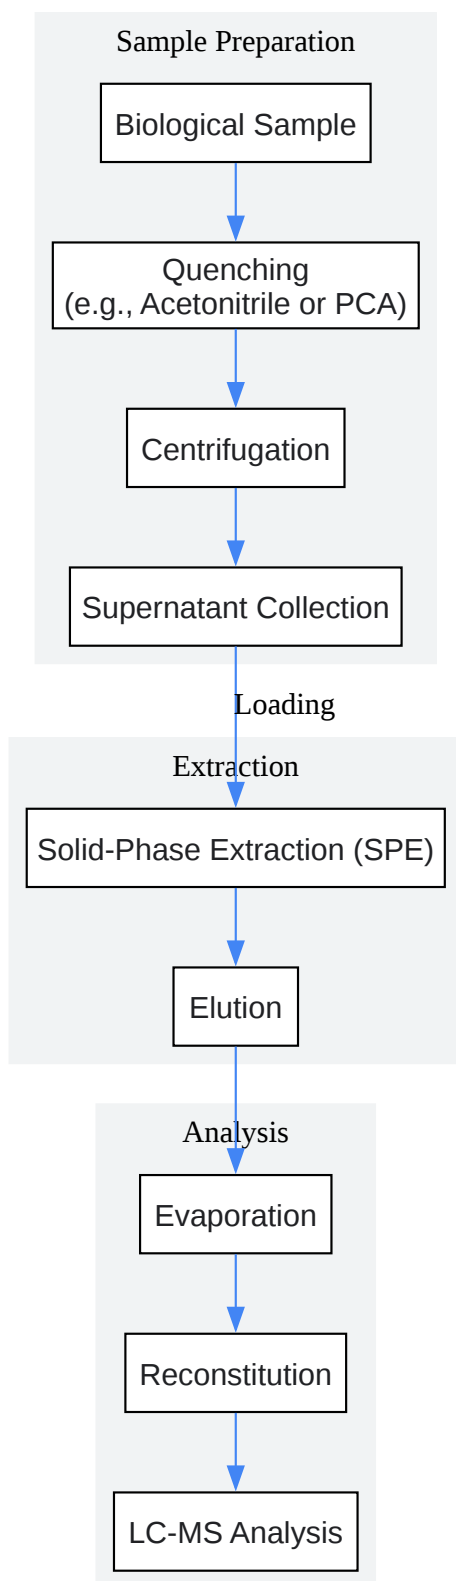 Sample Preparation
Biological Sample
Quenching
(e.g., Acetonitrile or PCA)
Centrifugation
Supernatant Collection
Loading
Extraction
Solid-Phase Extraction (SPE)
Elution
Analysis
Evaporation
Reconstitution
LC-MS Analysis